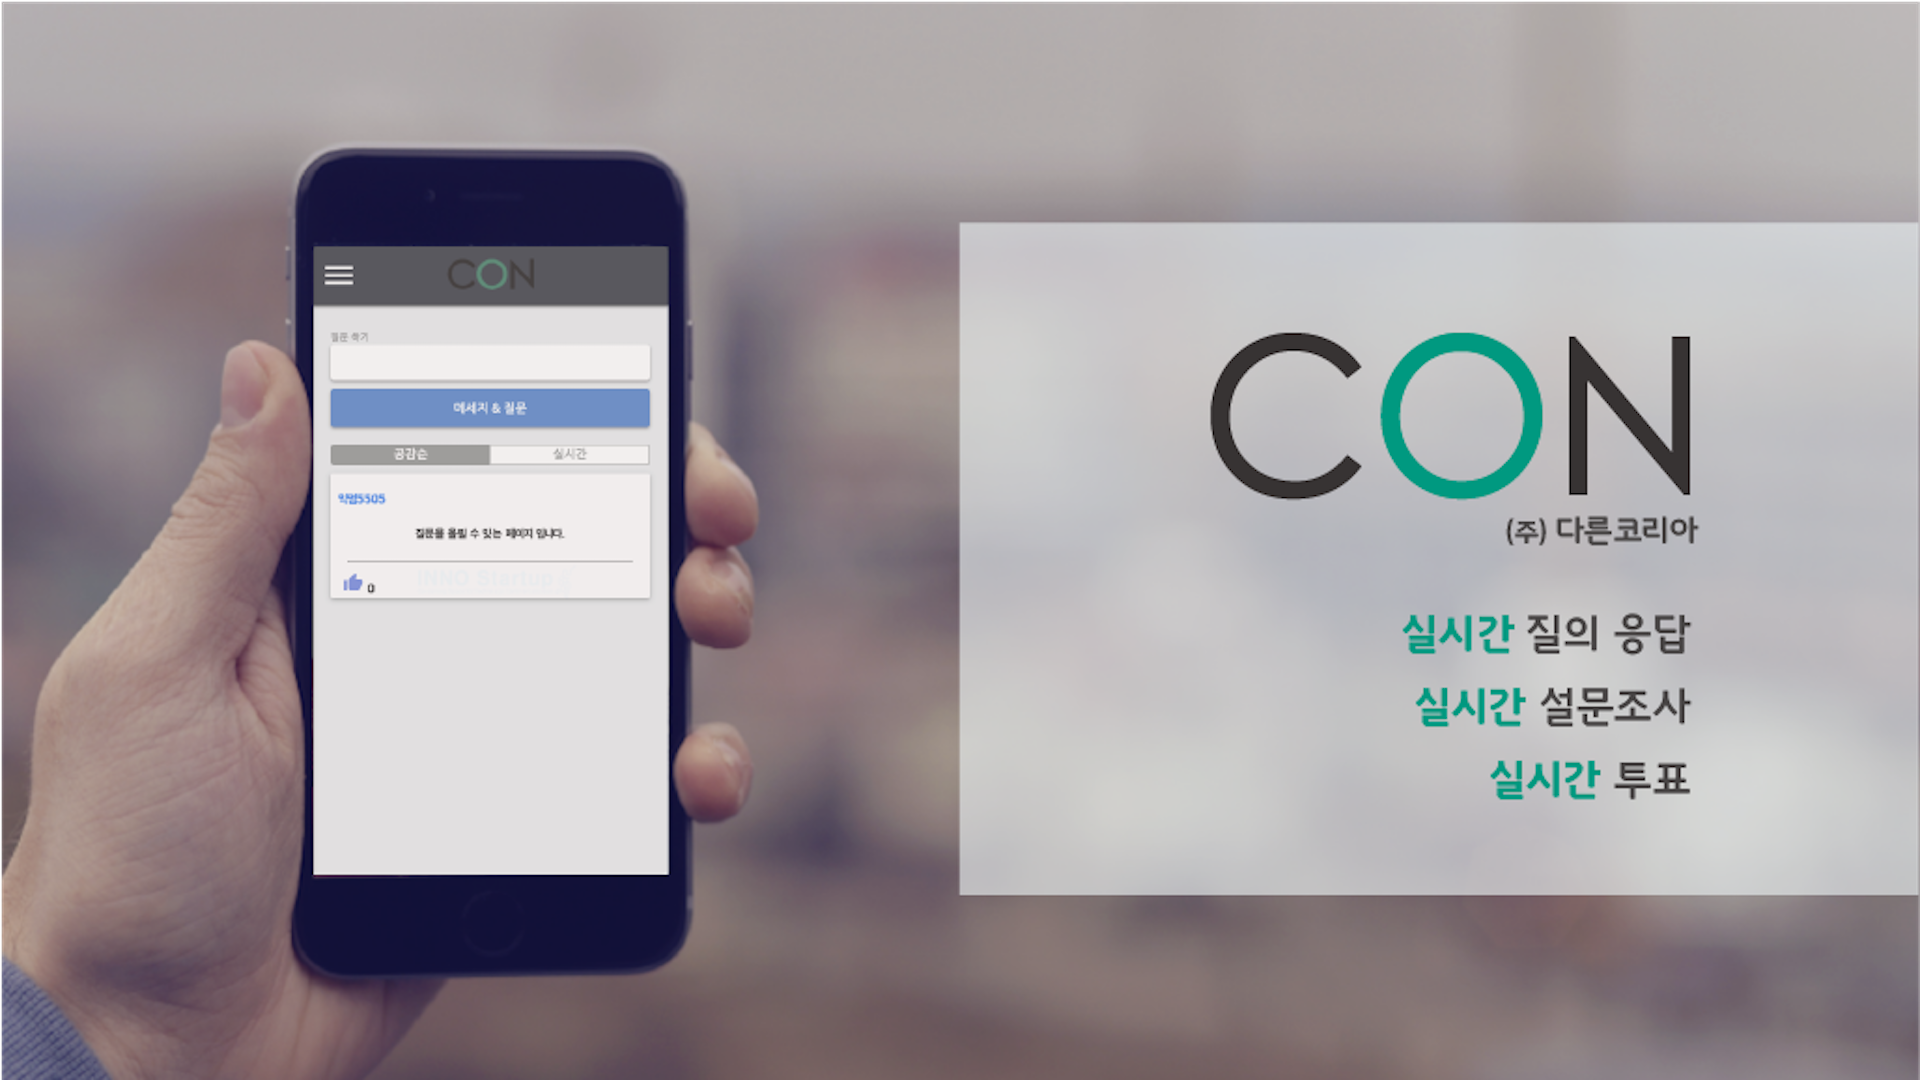 CON
질문 하기
메세지 & 질문
공감순
실시간
익명5505
질문을 올릴 수 있는 페이지 입니다.
0
CON
(주) 다른코리아
실시간 질의 응답
실시간 설문조사
실시간 투표